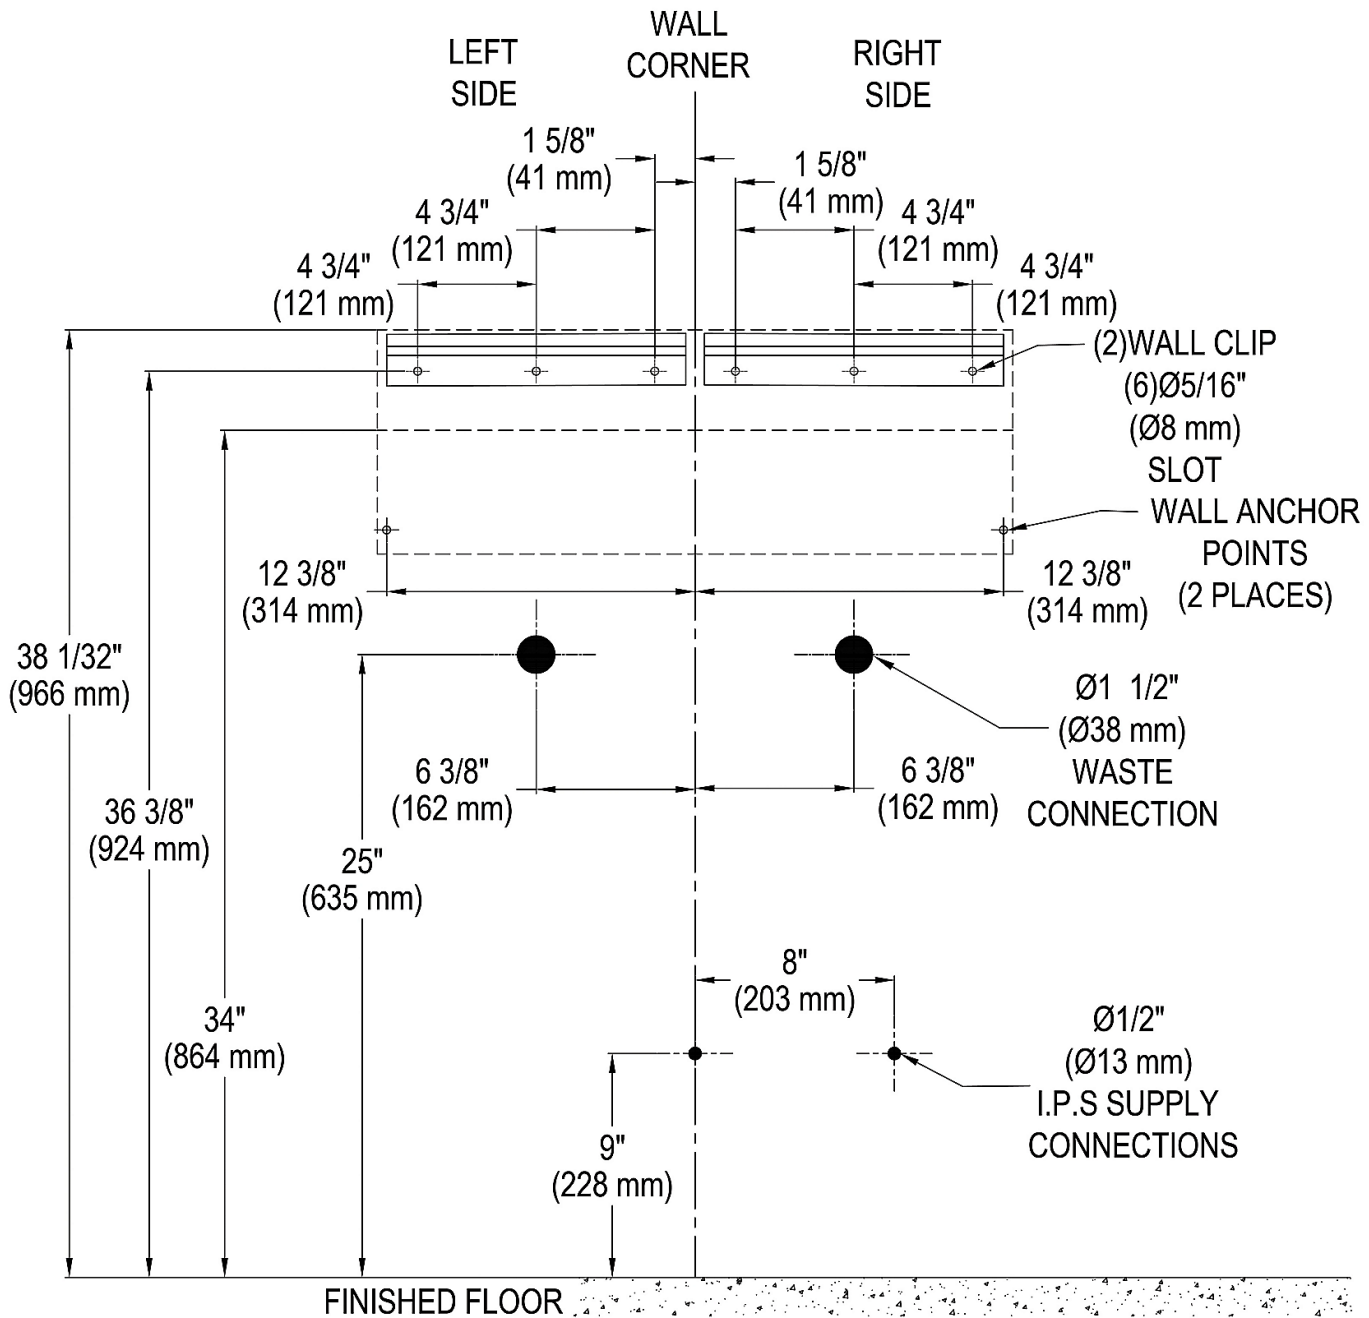 WALL
CORNER
LEFT
SIDE
RIGHT
SIDE
1 5/8"
(41 mm)
1 5/8"
(41 mm)
4 3/4"
(121 mm)
4 3/4"
(121 mm)
4 3/4"
(121 mm)
4 3/4"
(121 mm)
(2)WALL CLIP
(6)Ø5/16"
(Ø8 mm)
SLOT
WALL ANCHOR
POINTS
(2 PLACES)
12 3/8"
(314 mm)
12 3/8"
(314 mm)
38 1/32"
(966 mm)
Ø1 1/2"
(Ø38 mm)
WASTE
CONNECTION
6 3/8"
(162 mm)
6 3/8"
(162 mm)
36 3/8"
(924 mm)
25"
(635 mm)
8"
(203 mm)
34"
(864 mm)
Ø1/2"
(Ø13 mm)
I.P.S SUPPLY
CONNECTIONS
9"
(228 mm)
FINISHED FLOOR